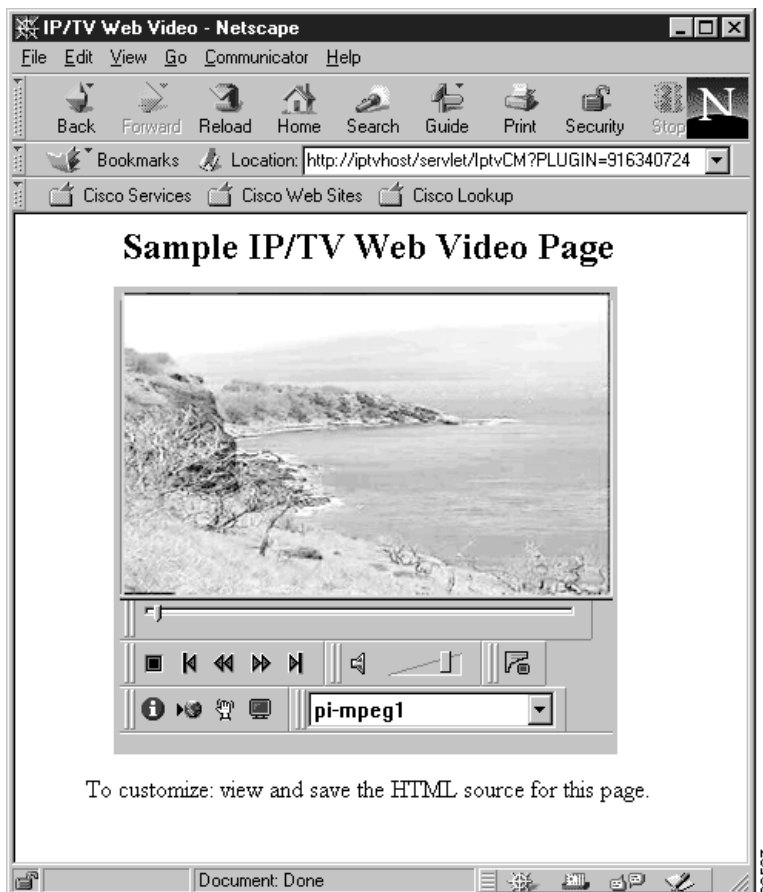 IP/TV Web Video - Netscape
File Edit View Go Communicator Help
Back Forward Reload Home Search Guide Print Security Stop N
Bookmarks Location: http://iptvhost/servlet/IptvCM?PLUGIN=916340724
Cisco Services Cisco Web Sites Cisco Lookup
Sample IP/TV Web Video Page
pi-mpeg1
To customize: view and save the HTML source for this page.
Document: Done